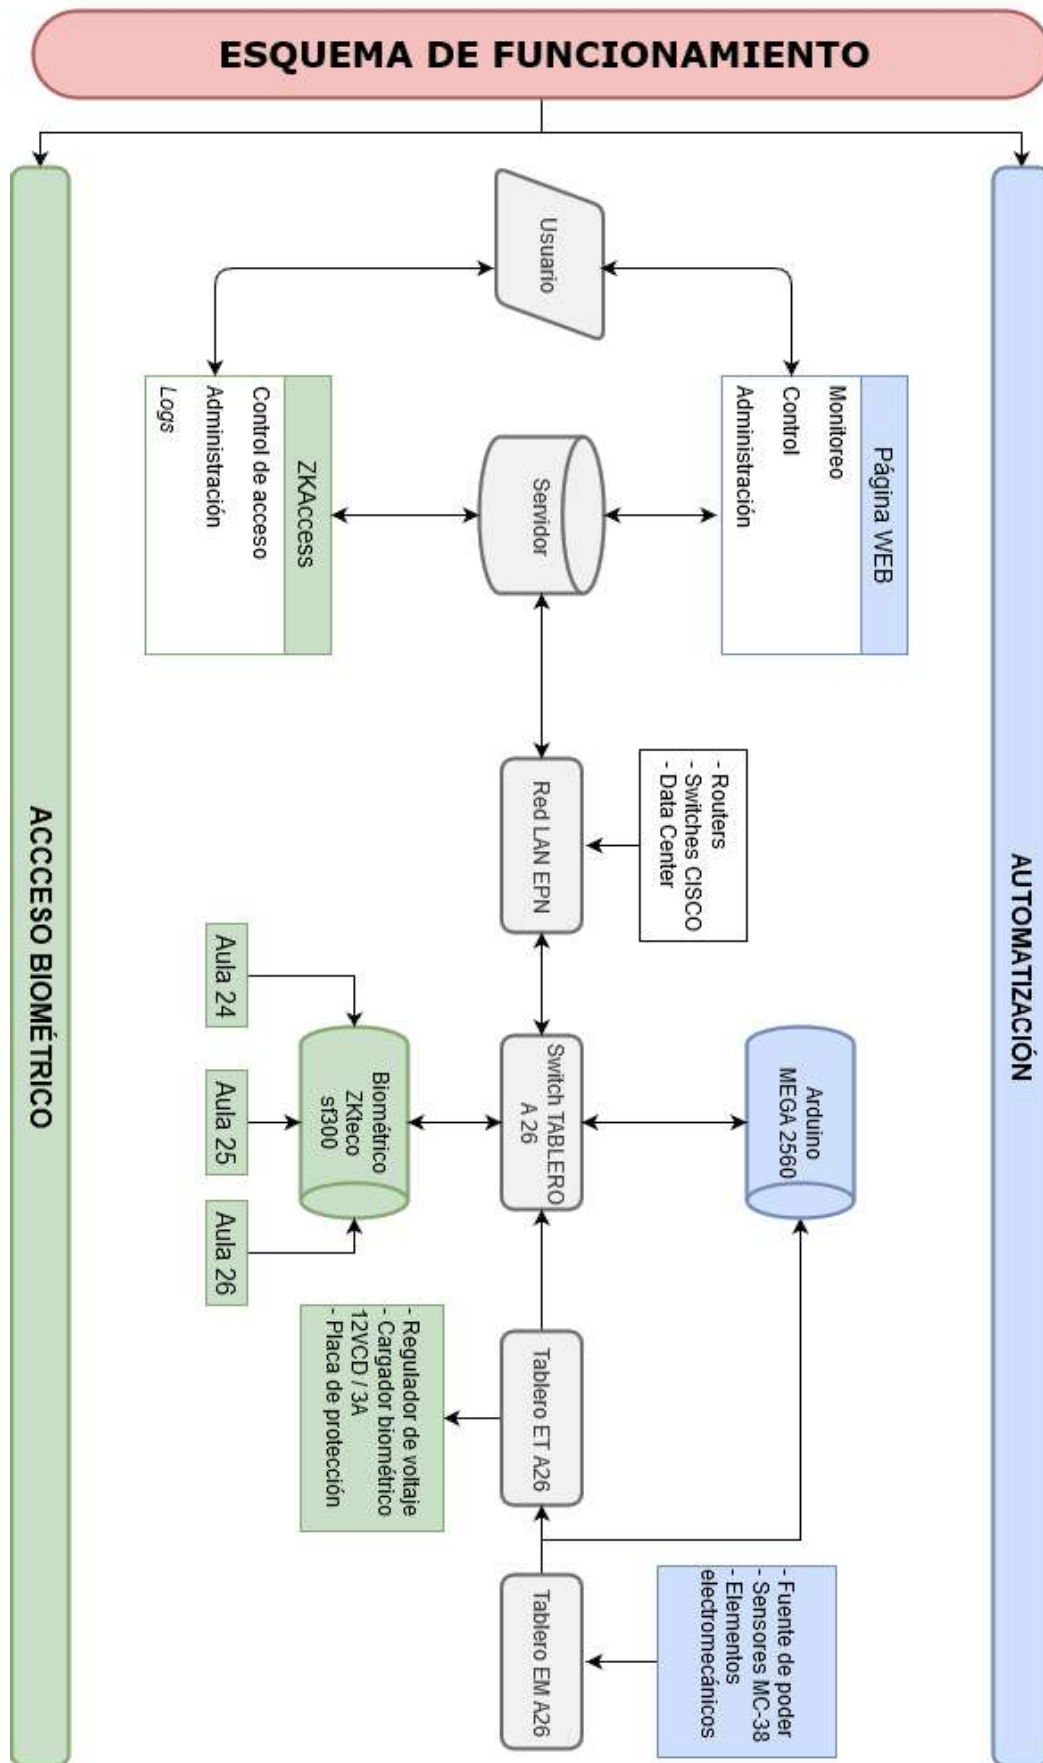 ESQUEMA DE FUNCIONAMIENTO
ACCCESO BIOMÉTRICO
AUTOMATIZACIÓN
Usuario
Página WEB
Monitoreo
Control
Administración
ZKAccess
Control de acceso
Administración
Logs
Servidor
- Routers
- Switches CISCO
- Data Center
Red LAN EPN
Arduino
MEGA 2560
Switch TABLERO
A 26
Biométrico
ZKteco
sf300
Aula 24
Aula 25
Aula 26
Tablero ET A26
- Regulador de voltaje
- Cargador biométrico
12VCD / 3A
- Placa de protección
- Fuente de poder
- Sensores MC-38
- Elementos
electromecánicos
Tablero EM A26